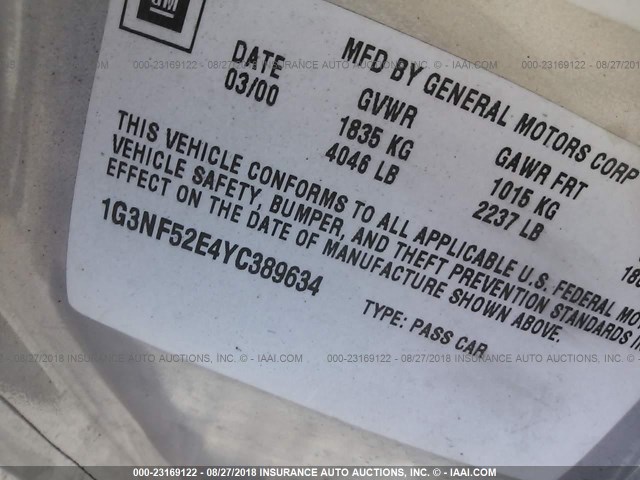 GM
MFD BY GENERAL MOTORS CORP
DATE GVWR GAWR FRT
03/00 1835 KG 1015 KG
4046 LB 2237 LB
THIS VEHICLE CONFORMS TO ALL APPLICABLE U.S. FEDERAL
VEHICLE SAFETY, BUMPER, AND THEFT PREVENTION STANDARDS
EFFECT ON THE DATE OF MANUFACTURE SHOWN ABOVE.
1G3NF52E4YC389634
TYPE: PASS CAR
000-23169122 - 08/27/2018 INSURANCE AUTO AUCTIONS, INC. - © IAAI.COM